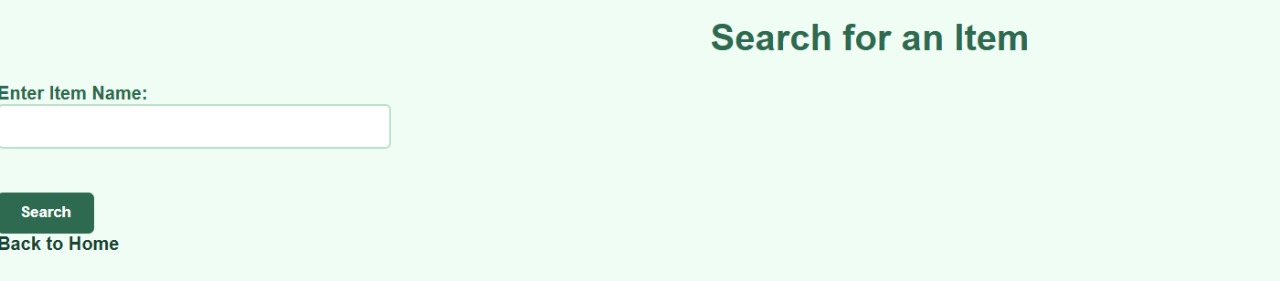 Search for an Item
Enter Item Name:
Search
Back to Home